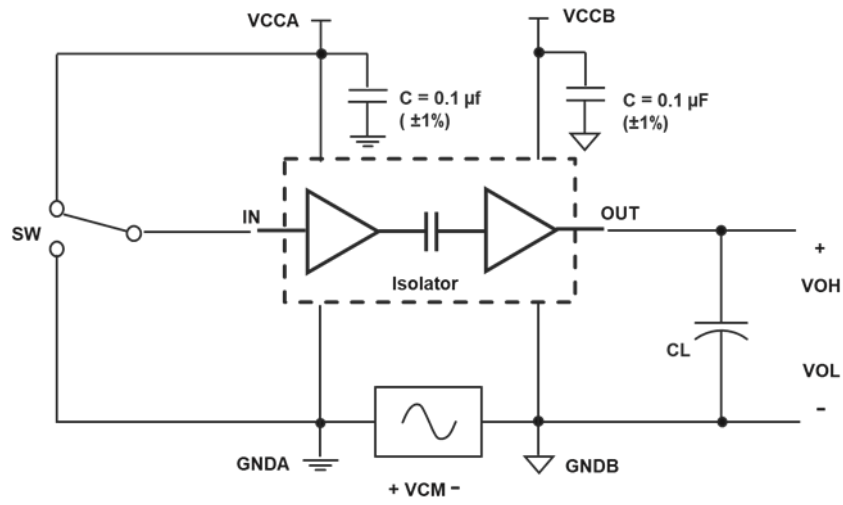 VCCA
VCCB
C = 0.1 µf
( ±1%)
C = 0.1 µF
(±1%)
IN
OUT
SW
+
Isolator
VOH
CL
VOL
-
GNDA
GNDB
+ VCM -